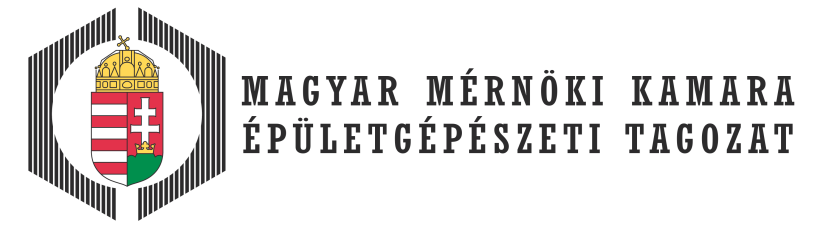 MAGYAR MÉRNÖKI KAMARA
ÉPÜLETGÉPÉSZETI TAGOZAT